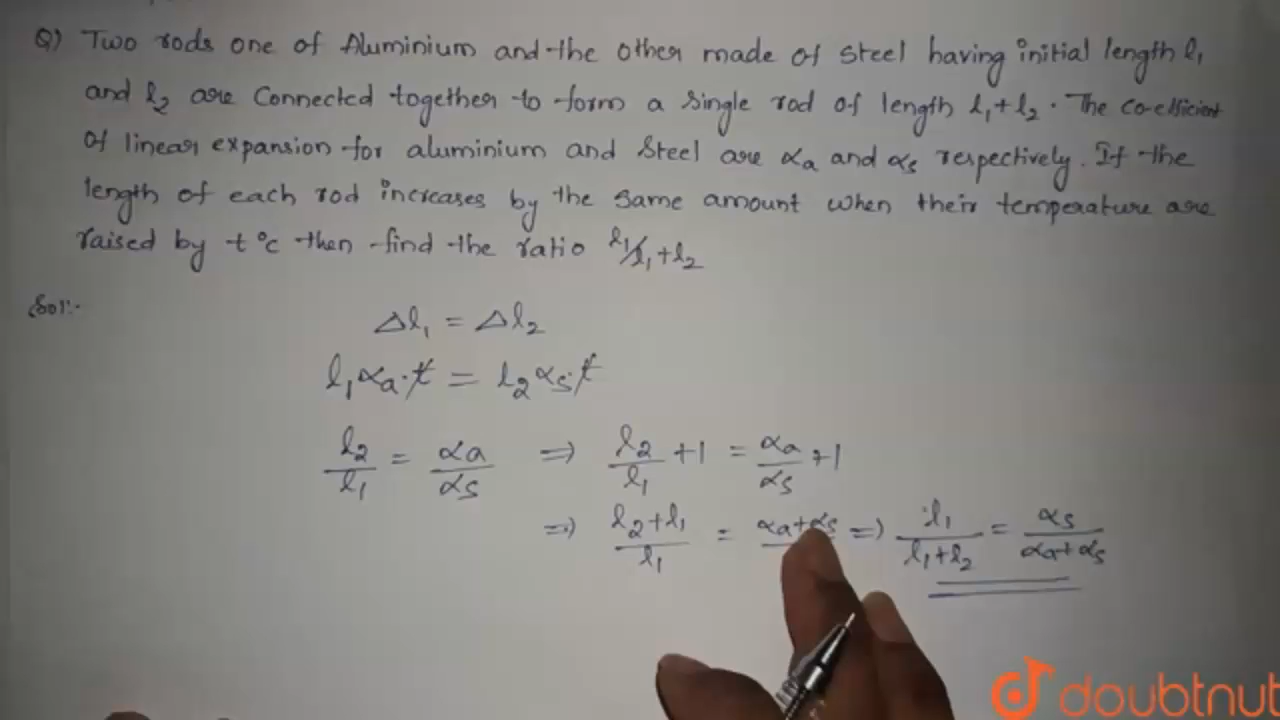 Q) Two rods one of Aluminium and the other made of steel having initial length l₁
and l₂ are connected together to form a single rod of length l₁+l₂. The co-efficient
of linear expansion for aluminium and Steel are αa and αs respectively. If the
length of each rod increases by the same amount when their temperature are
raised by t°c then find the ratio l₁/l₁+l₂
Sol:-
Δl₁ = Δl₂
l₁αa·t = l₂αs·t
l₂/l₁ = αa/αs ⇒ l₂/l₁ + 1 = αa/αs + 1
⇒ l₂+l₁/l₁ = αa+αs ⇒ l₁/l₁+l₂ = αs/αa+αs
doubtnut